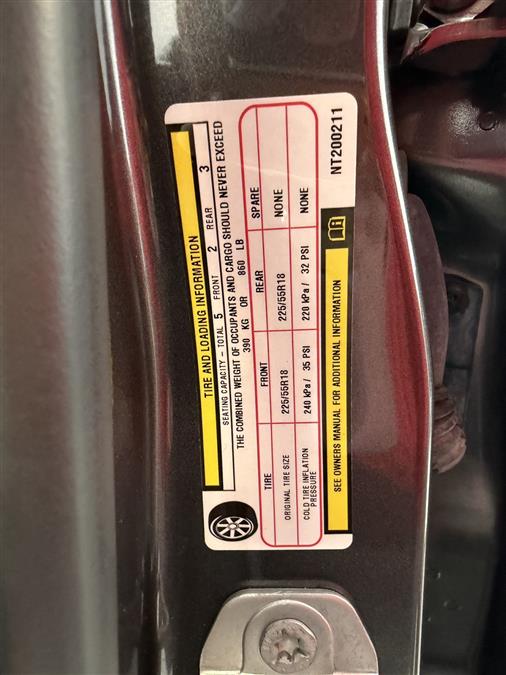 TIRE AND LOADING INFORMATION
SEATING CAPACITY - TOTAL 5 FRONT 2 REAR 3
THE COMBINED WEIGHT OF OCCUPANTS AND CARGO SHOULD NEVER EXCEED
390 KG OR 860 LB
TIRE FRONT REAR SPARE
ORIGINAL TIRE SIZE 225/55R18 225/55R18 NONE
COLD TIRE INFLATION PRESSURE 240 kPa / 35 PSI 220 kPa / 32 PSI NONE
SEE OWNERS MANUAL FOR ADDITIONAL INFORMATION
NT200211